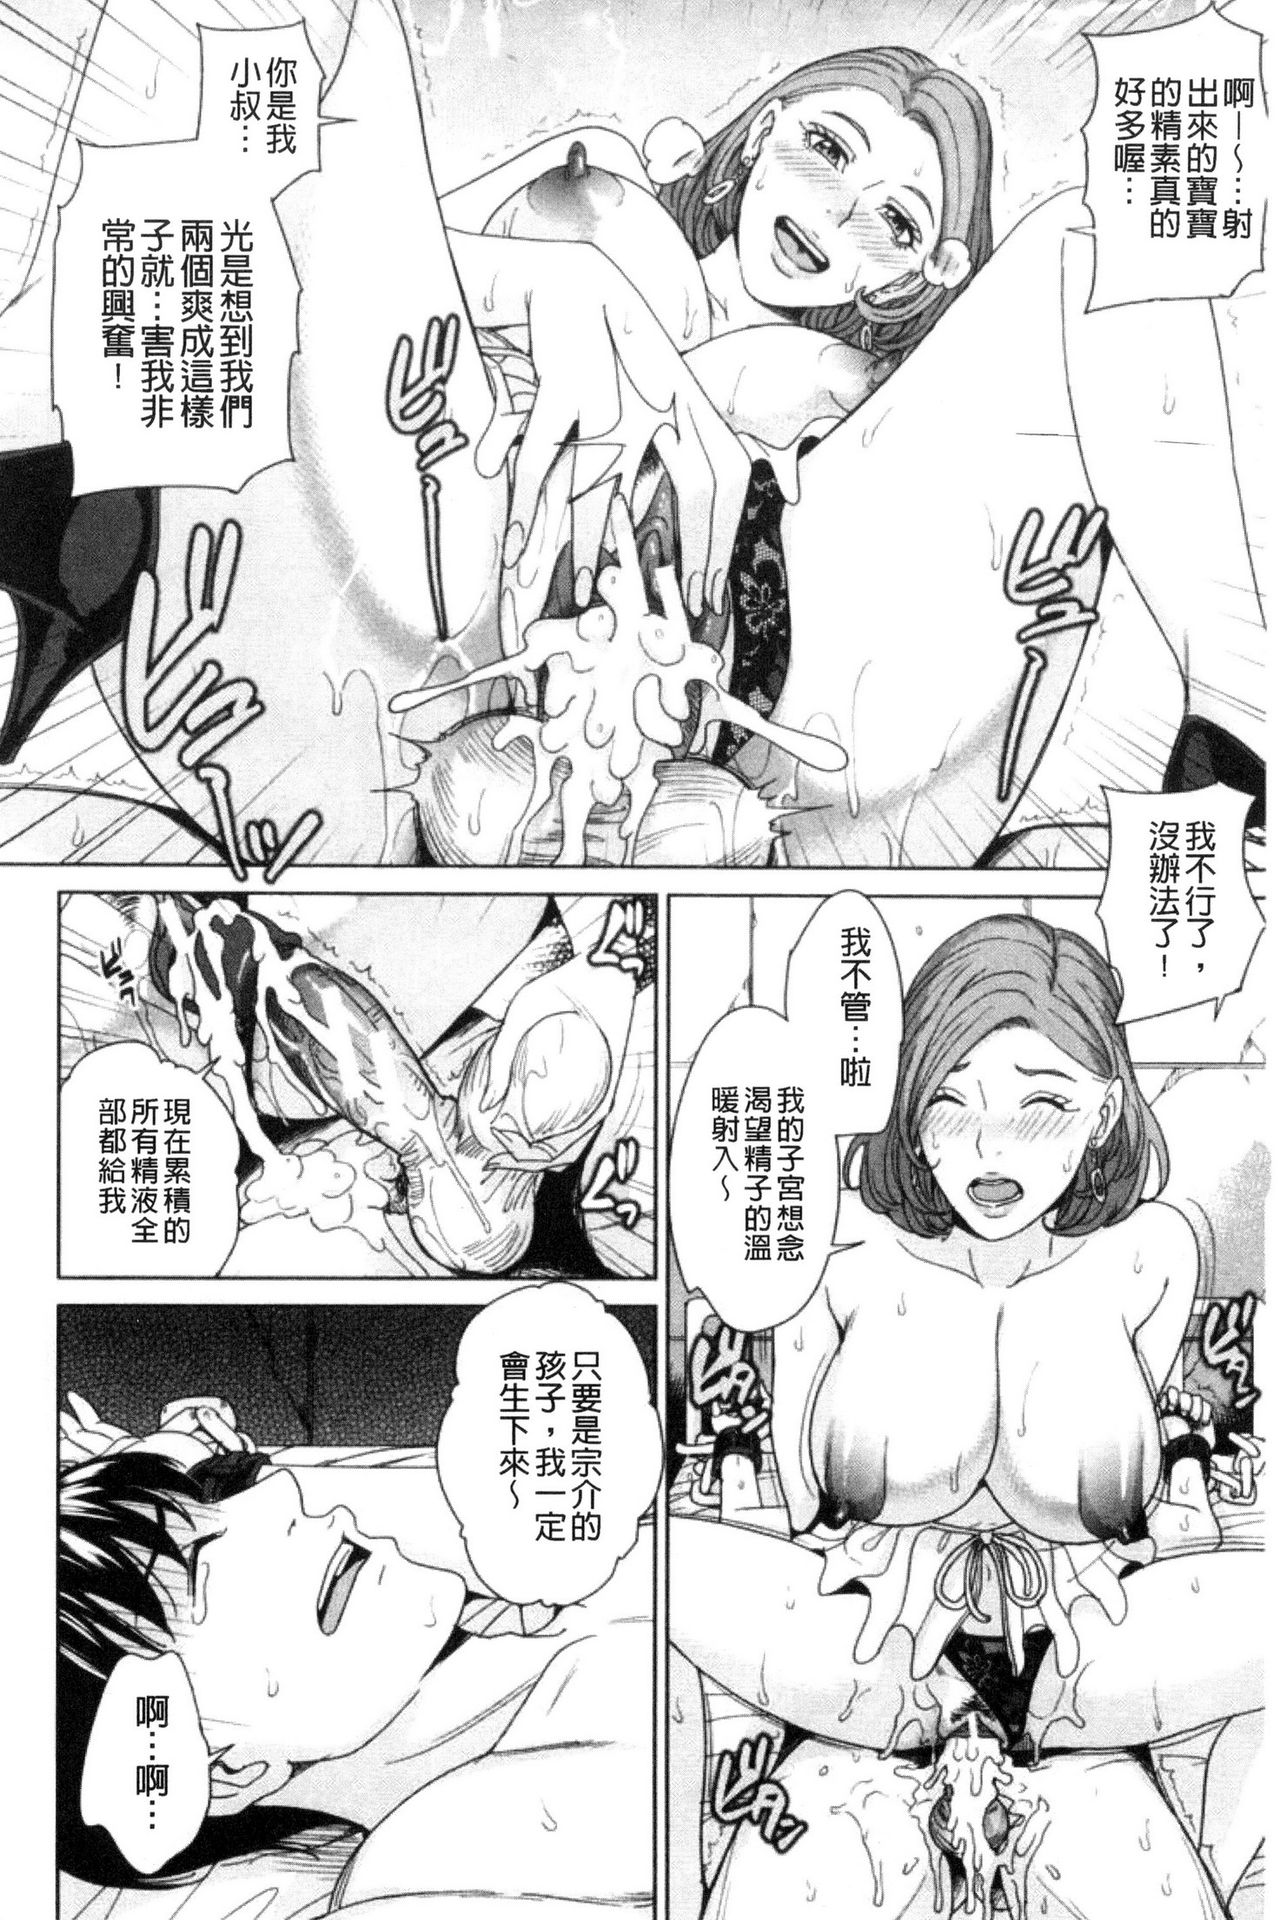 啊—～…射
出來的寶寶
的精素真的
好多喔…
你是我
小叔…
光是想到我們
兩個爽成這樣
子就…害我非
常的興奮！
我不行了，
沒辦法了！
我不管…啦
我的子宮想念
渴望精子的溫
暖射入～
現在累積的
所有精液全
部都給我
只要是宗介的
孩子，我一定
會生下來～
啊…啊…